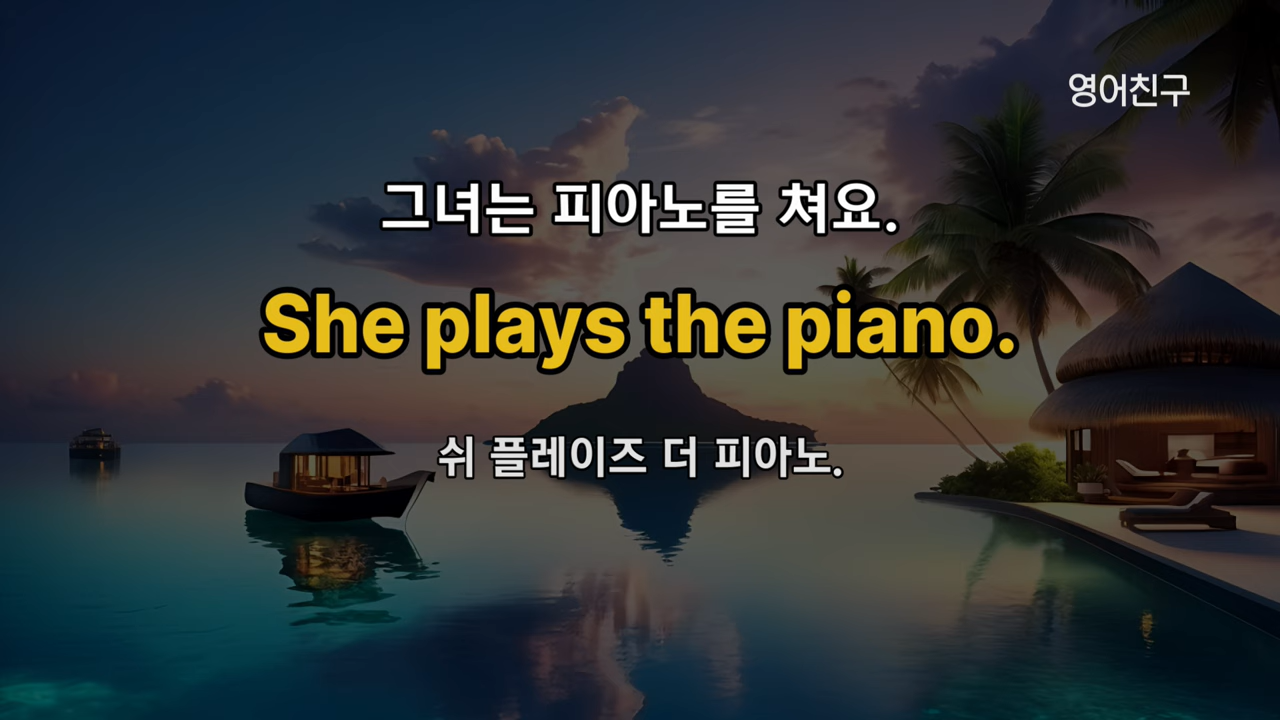 영어친구
그녀는 피아노를 쳐요.
She plays the piano.
쉬 플레이즈 더 피아노.